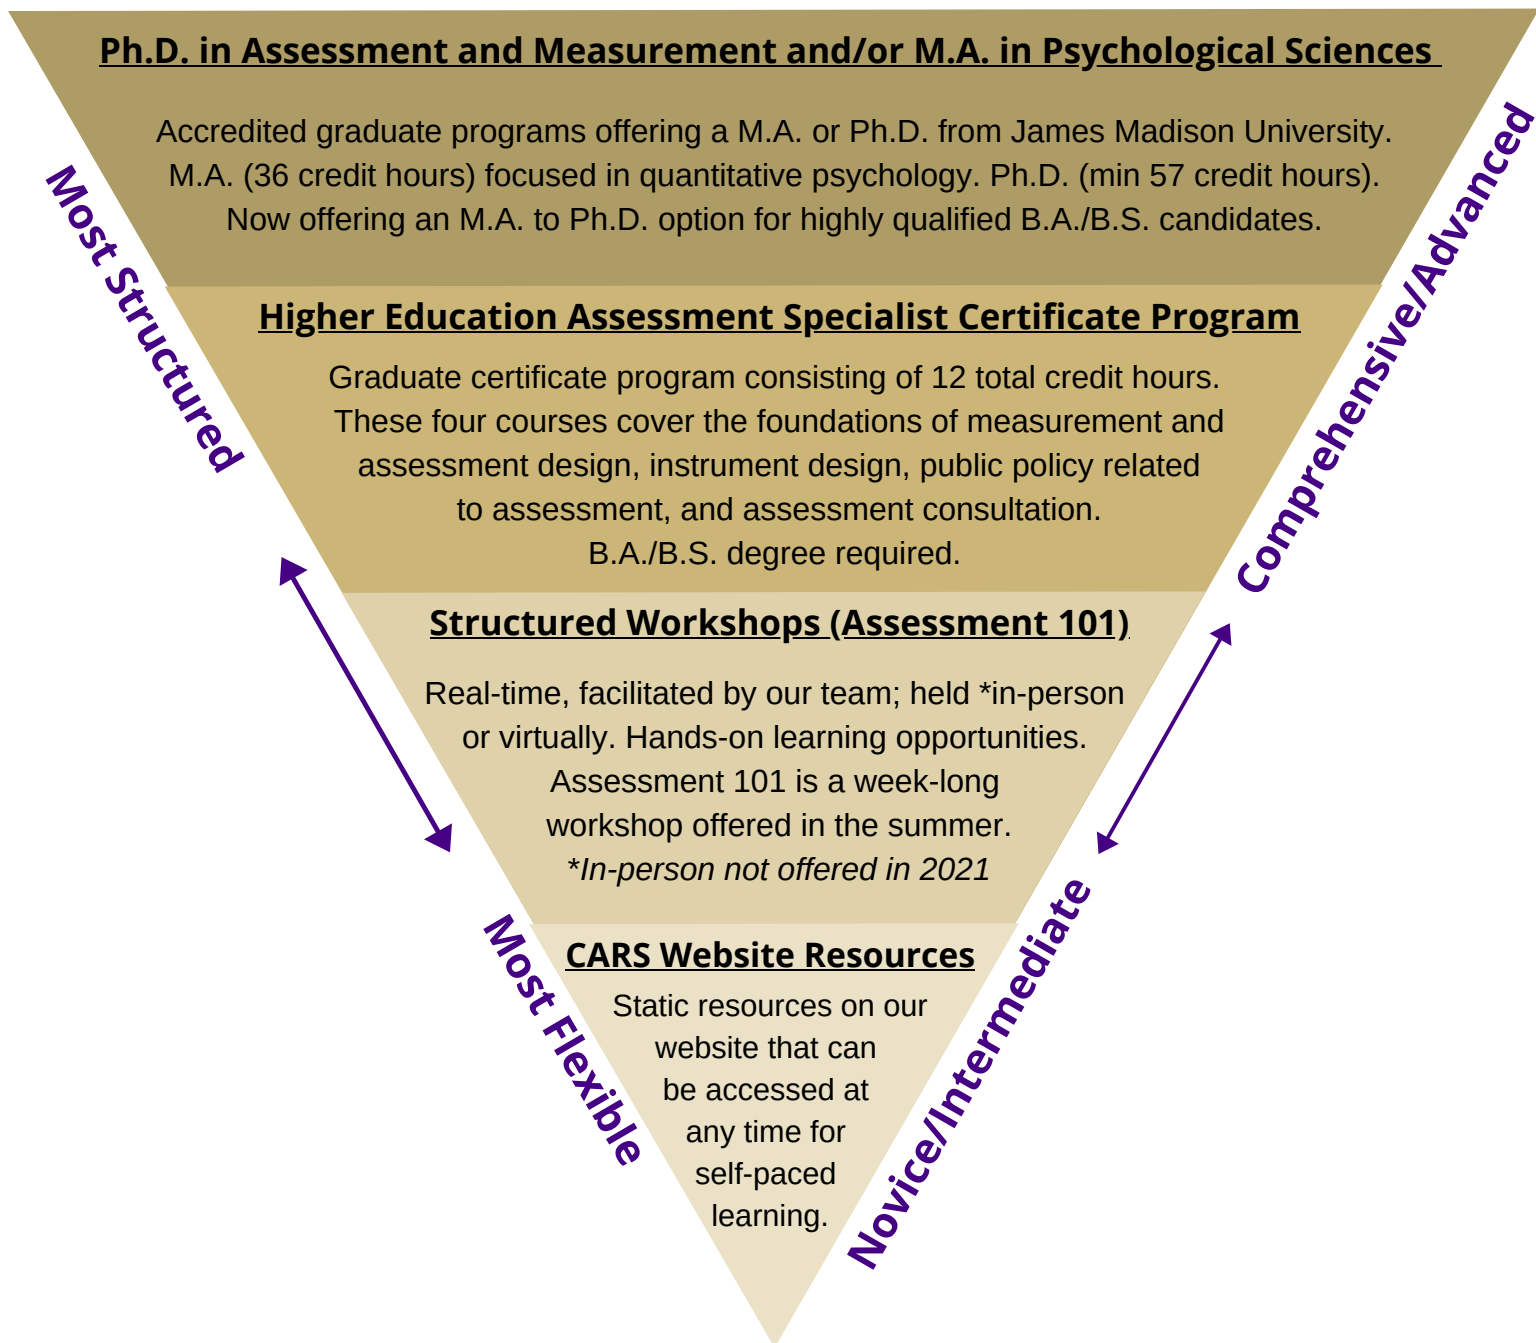 Ph.D. in Assessment and Measurement and/or M.A. in Psychological Sciences
Accredited graduate programs offering a M.A. or Ph.D. from James Madison University.
M.A. (36 credit hours) focused in quantitative psychology. Ph.D. (min 57 credit hours).
Now offering an M.A. to Ph.D. option for highly qualified B.A./B.S. candidates.
Most Structured
Comprehensive/Advanced
Higher Education Assessment Specialist Certificate Program
Graduate certificate program consisting of 12 total credit hours.
These four courses cover the foundations of measurement and
assessment design, instrument design, public policy related
to assessment, and assessment consultation.
B.A./B.S. degree required.
Structured Workshops (Assessment 101)
Real-time, facilitated by our team; held *in-person
or virtually. Hands-on learning opportunities.
Assessment 101 is a week-long
workshop offered in the summer.
*In-person not offered in 2021
Most Flexible
Novice/Intermediate
CARS Website Resources
Static resources on our
website that can
be accessed at
any time for
self-paced
learning.